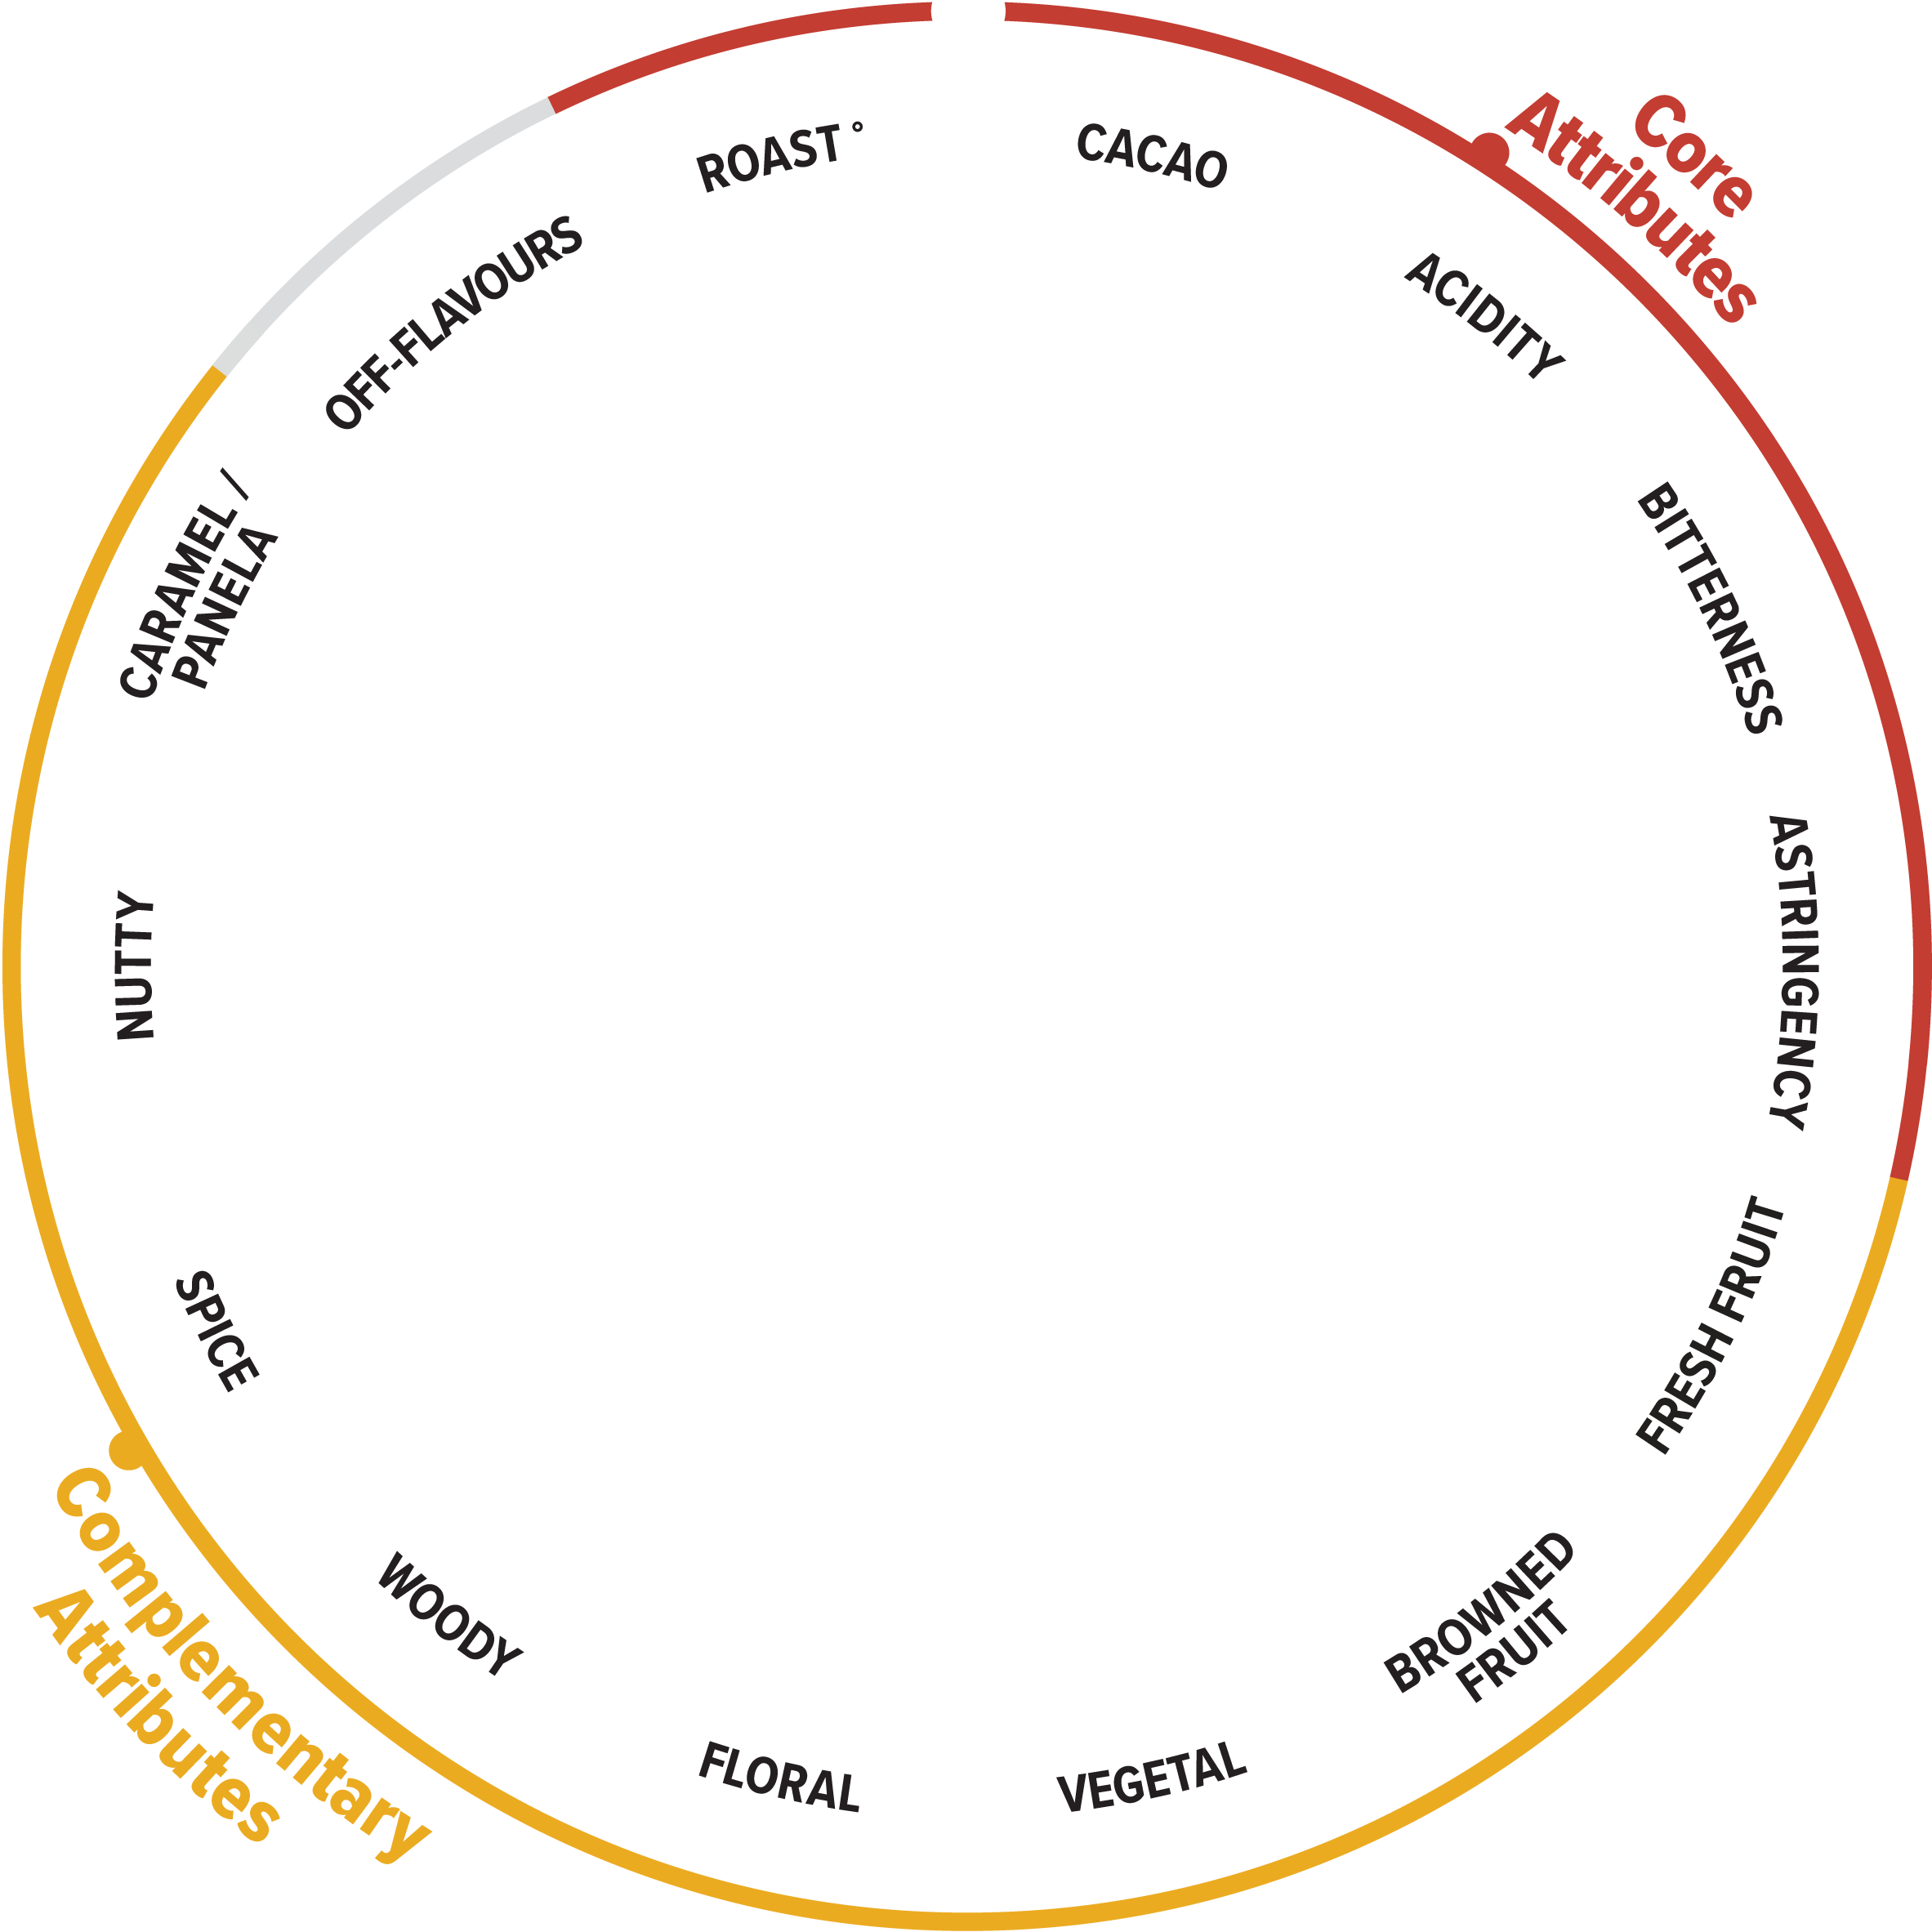 CACAO
Core
Attributes
ACIDITY
BITTERNESS
ASTRINGENCY
FRESH FRUIT
BROWNED
FRUIT
VEGETAL
FLORAL
WOODY
Complementary
Attributes
SPICE
NUTTY
CARAMEL /
PANELA
OFF-FLAVOURS
ROAST°